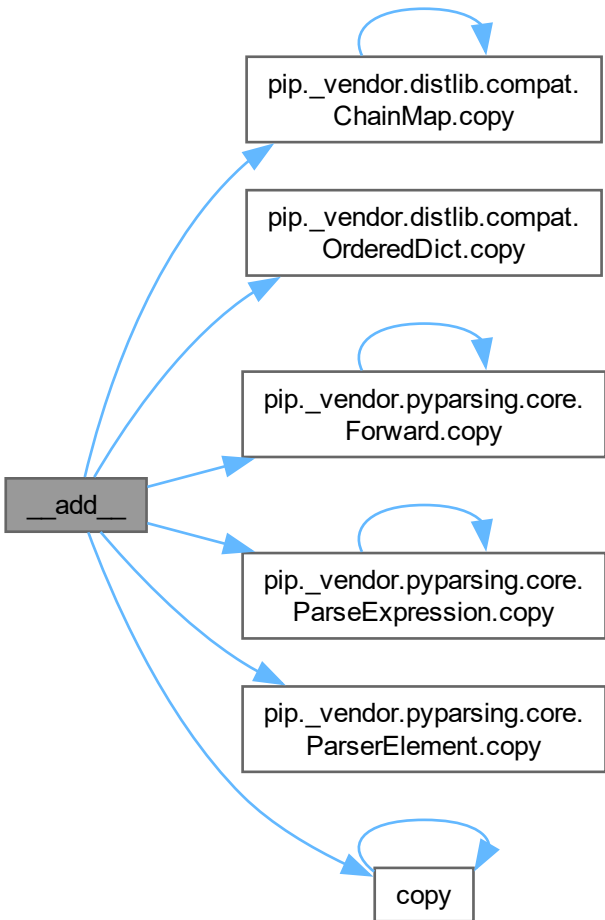 pip._vendor.distlib.compat.
ChainMap.copy
pip._vendor.distlib.compat.
OrderedDict.copy
pip._vendor.pyparsing.core.
Forward.copy
__add__
pip._vendor.pyparsing.core.
ParseExpression.copy
pip._vendor.pyparsing.core.
ParserElement.copy
copy